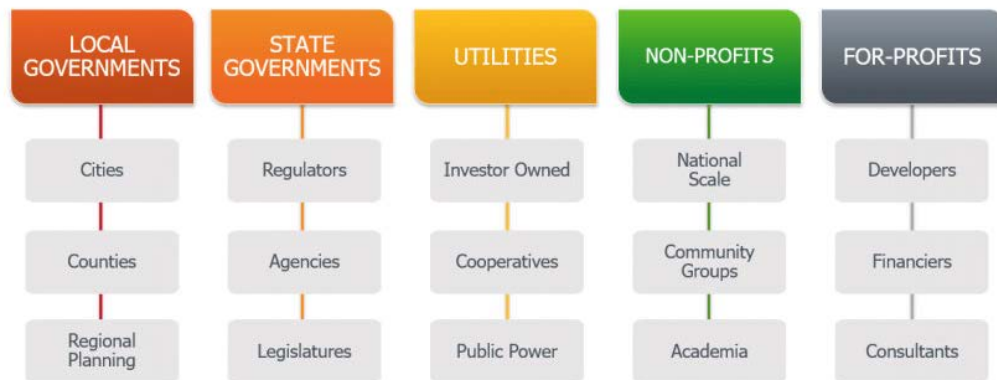 LOCAL
GOVERNMENTS
STATE
GOVERNMENTS
UTILITIES
NON-PROFITS
FOR-PROFITS
Cities
Regulators
Investor Owned
National
Scale
Developers
Counties
Agencies
Cooperatives
Community
Groups
Financiers
Regional
Planning
Legislatures
Public Power
Academia
Consultants